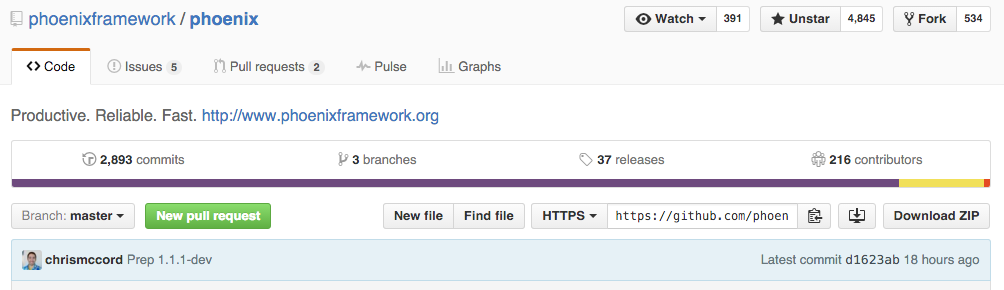 phoenixframework / phoenix Watch 391 Unstar 4,845 Fork 534
Code Issues 5 Pull requests 2 Pulse Graphs
Productive. Reliable. Fast. http://www.phoenixframework.org
2,893 commits 3 branches 37 releases 216 contributors
Branch: master New pull request New file Find file HTTPS https://github.com/phoen Download ZIP
chrismccord Prep 1.1.1-dev Latest commit d1623ab 18 hours ago